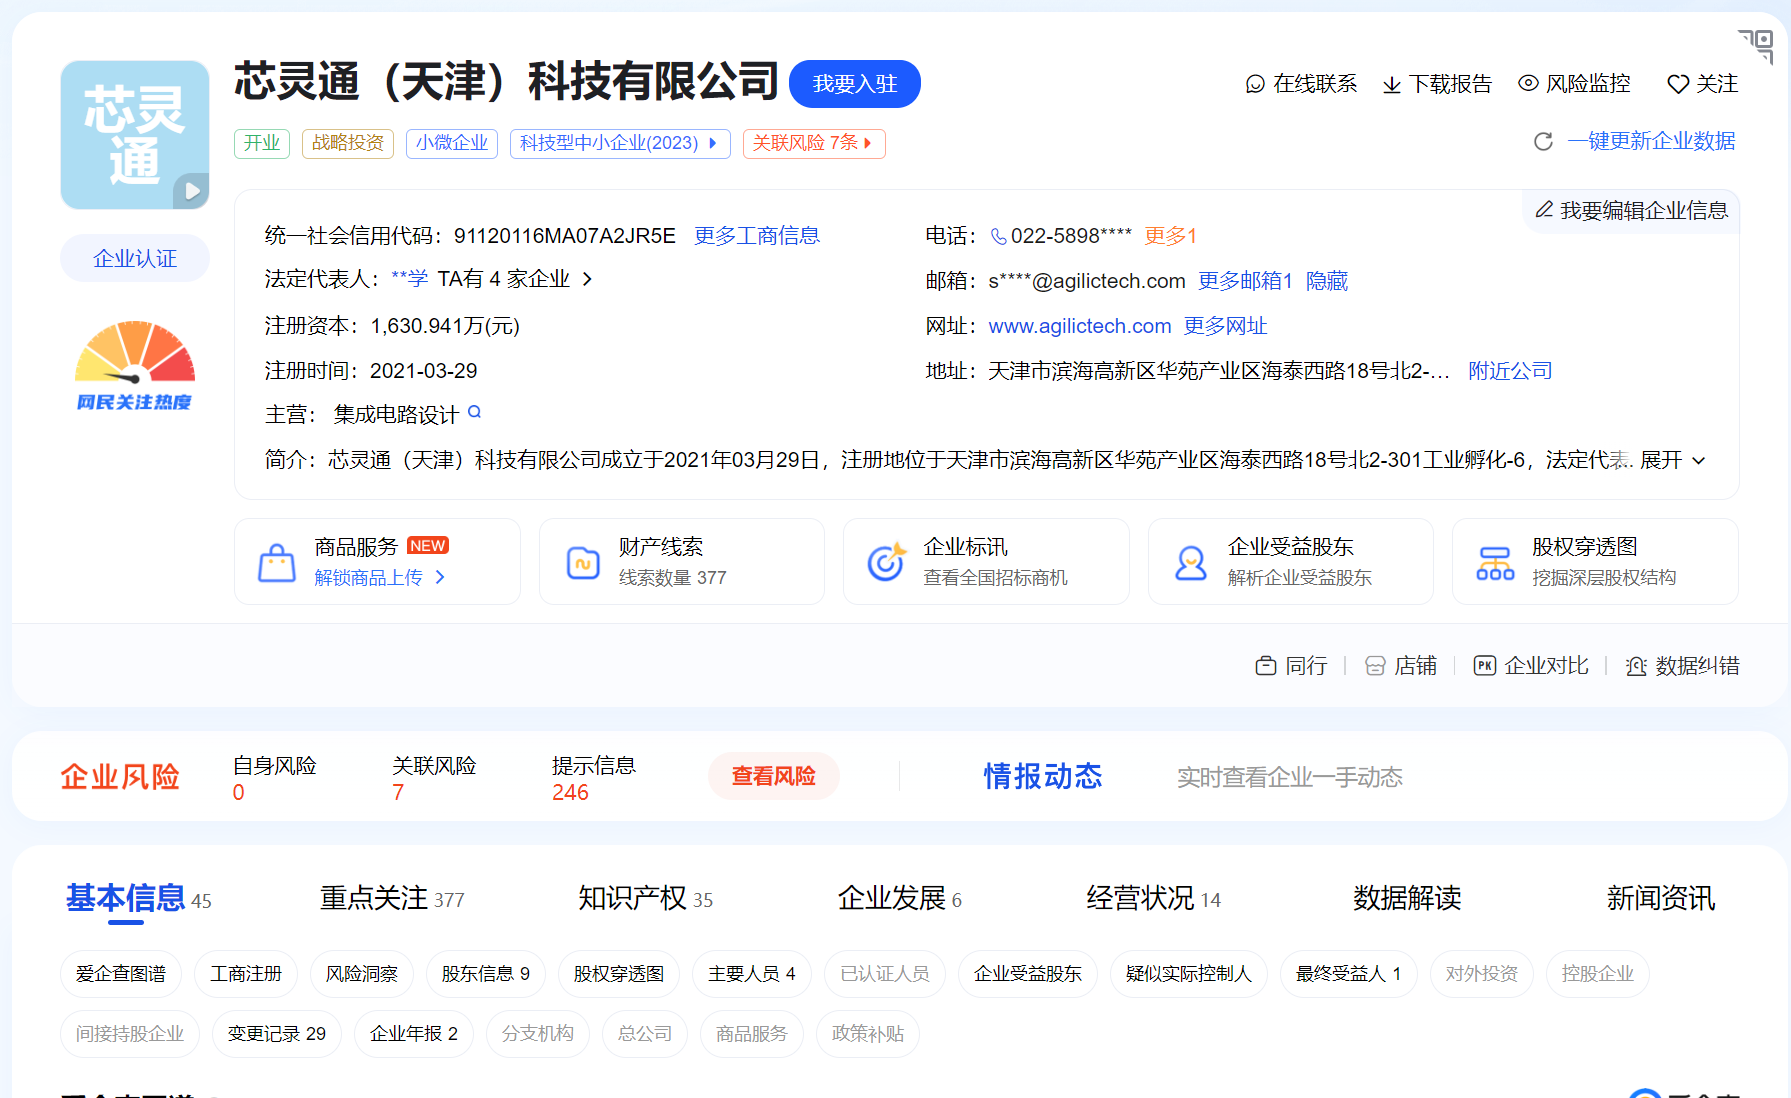 芯灵通
芯灵通（天津）科技有限公司 我要入驻
在线联系 下载报告 风险监控 关注
开业 战略投资 小微企业 科技型中小企业(2023) 关联风险 7条
一键更新企业数据
我要编辑企业信息
企业认证
网民关注热度
统一社会信用代码：91120116MA07A2JR5E 更多工商信息
电话：022-5898**** 更多1
法定代表人：**学 TA有 4 家企业
邮箱：s****@agilictech.com 更多邮箱1 隐藏
注册资本：1,630.941万(元)
网址：www.agilictech.com 更多网址
注册时间：2021-03-29
地址：天津市滨海高新区华苑产业区海泰西路18号北2-... 附近公司
主营：集成电路设计
简介：芯灵通（天津）科技有限公司成立于2021年03月29日，注册地位于天津市滨海高新区华苑产业区海泰西路18号北2-301工业孵化-6，法定代表.. 展开
商品服务 NEW
解锁商品上传
财产线索
线索数量 377
企业标讯
查看全国招标商机
企业受益股东
解析企业受益股东
股权穿透图
挖掘深层股权结构
同行 店铺 PK 企业对比 数据纠错
企业风险
自身风险
0
关联风险
7
提示信息
246
查看风险
情报动态
实时查看企业一手动态
基本信息 45 重点关注 377 知识产权 35 企业发展 6 经营状况 14 数据解读 新闻资讯
爱企查图谱 工商注册 风险洞察 股东信息 9 股权穿透图 主要人员 4 已认证人员 企业受益股东 疑似实际控制人 最终受益人 1 对外投资 控股企业
间接持股企业 变更记录 29 企业年报 2 分支机构 总公司 商品服务 政策补贴